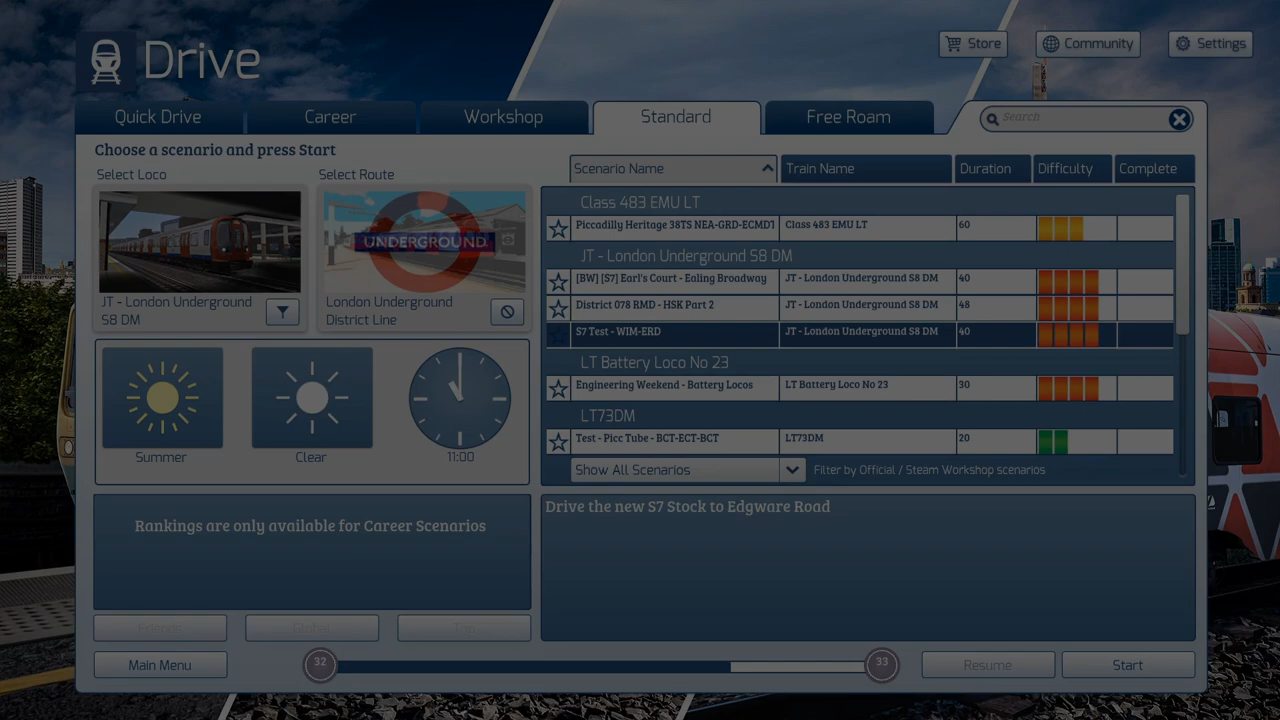 Drive
Store
Community
Settings
Quick Drive
Career
Workshop
Standard
Free Roam
Search
Choose a scenario and press Start
Select Loco
Select Route
UNDERGROUND
JT - London Underground
S8 DM
London Underground
District Line
Summer
Clear
11:00
Rankings are only available for Career Scenarios
Friends
Global
Top
Main Menu
Scenario Name
Train Name
Duration
Difficulty
Complete
Class 483 EMU LT
Piccadilly Heritage 38TS NEA-GRD-ECMDT Class 483 EMU LT 60
JT - London Underground S8 DM
[BW] [S7] Earl's Court - Ealing Broadway JT - London Underground S8 DM 40
District 078 RMD - HSK Part 2 JT - London Underground S8 DM 48
S7 Test - WIM-ERD JT - London Underground S8 DM 40
LT Battery Loco No 23
Engineering Weekend - Battery Locos LT Battery Loco No 23 30
LT73DM
Test - Picc Tube - BCT-ECT-BCT LT73DM 20
Show All Scenarios
Filter by Official / Steam Workshop scenarios
Drive the new S7 Stock to Edgware Road
32
33
Resume
Start